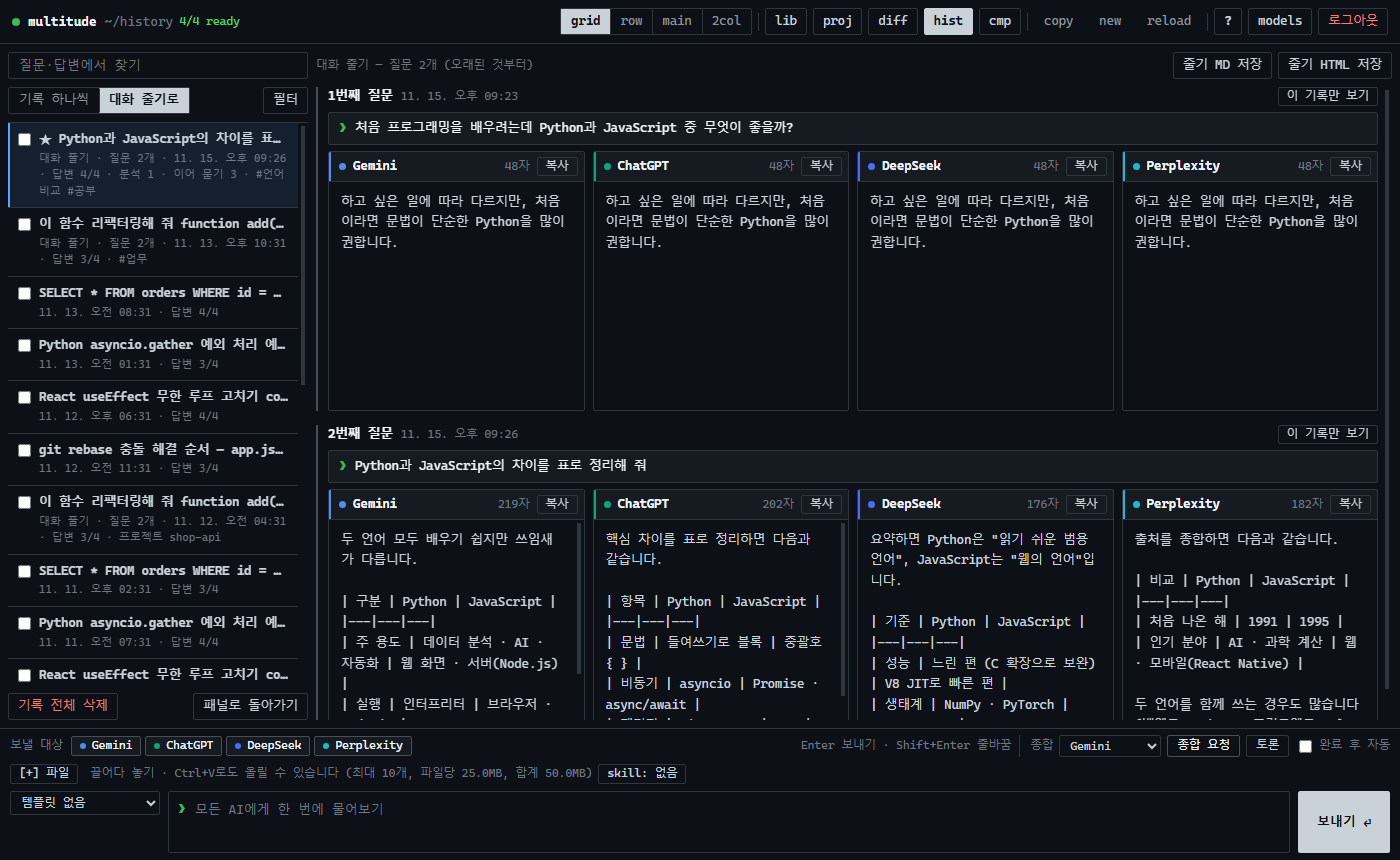 multitude ~/history 4/4 ready
grid row main 2col lib proj diff hist cmp copy new reload ? models 로그아웃
질문·답변에서 찾기
기록 하나씩 대화 줄기로 필터
★ Python과 JavaScript의 차이를 표…
대화 줄기 · 질문 2개 · 11. 15. 오후 09:26
· 답변 4/4 · 분석 1 · 이어 묻기 3 · #언어
비교 #공부
이 함수 리팩터링해 줘 function add(…
대화 줄기 · 질문 2개 · 11. 13. 오후 10:31
· 답변 3/4 · #업무
SELECT * FROM orders WHERE id = …
11. 13. 오전 08:31 · 답변 4/4
Python asyncio.gather 예외 처리 예…
11. 13. 오전 01:31 · 답변 3/4
React useEffect 무한 루프 고치기 co…
11. 12. 오후 06:31 · 답변 4/4
git rebase 충돌 해결 순서 — app.js…
11. 12. 오전 11:31 · 답변 3/4
이 함수 리팩터링해 줘 function add(…
대화 줄기 · 질문 2개 · 11. 12. 오전 04:31
· 답변 3/4 · 프로젝트 shop-api
SELECT * FROM orders WHERE id = …
11. 11. 오후 02:31 · 답변 3/4
Python asyncio.gather 예외 처리 예…
11. 11. 오전 07:31 · 답변 4/4
React useEffect 무한 루프 고치기 co…
기록 전체 삭제 패널로 돌아가기
대화 줄기 — 질문 2개 (오래된 것부터)
줄기 MD 저장 줄기 HTML 저장
1번째 질문 11. 15. 오후 09:23 이 기록만 보기
❯ 처음 프로그래밍을 배우려는데 Python과 JavaScript 중 무엇이 좋을까?
Gemini 48자 복사
하고 싶은 일에 따라 다르지만, 처음
이라면 문법이 단순한 Python을 많이
권합니다.
ChatGPT 48자 복사
하고 싶은 일에 따라 다르지만, 처음
이라면 문법이 단순한 Python을 많이
권합니다.
DeepSeek 48자 복사
하고 싶은 일에 따라 다르지만, 처음
이라면 문법이 단순한 Python을 많이
권합니다.
Perplexity 48자 복사
하고 싶은 일에 따라 다르지만, 처음
이라면 문법이 단순한 Python을 많이
권합니다.
2번째 질문 11. 15. 오후 09:26 이 기록만 보기
❯ Python과 JavaScript의 차이를 표로 정리해 줘
Gemini 219자 복사
두 언어 모두 배우기 쉽지만 쓰임새
가 다릅니다.
| 구분 | Python | JavaScript |
|---|---|---|
| 주 용도 | 데이터 분석 · AI ·
자동화 | 웹 화면 · 서버(Node.js)
|
| 실행 | 인터프리터 | 브라우저 ·
ChatGPT 202자 복사
핵심 차이를 표로 정리하면 다음과
같습니다.
| 항목 | Python | JavaScript |
|---|---|---|
| 문법 | 들여쓰기로 블록 | 중괄호
{ } |
| 비동기 | asyncio | Promise ·
async/await |
DeepSeek 176자 복사
요약하면 Python은 "읽기 쉬운 범용
언어", JavaScript는 "웹의 언어"입
니다.
| 기준 | Python | JavaScript |
|---|---|---|
| 성능 | 느린 편 (C 확장으로 보완)
| V8 JIT로 빠른 편 |
| 생태계 | NumPy · PyTorch |
Perplexity 182자 복사
출처를 종합하면 다음과 같습니다.
| 비교 | Python | JavaScript |
|---|---|---|
| 처음 나온 해 | 1991 | 1995 |
| 인기 분야 | AI · 과학 계산 | 웹
· 모바일(React Native) |
두 언어를 함께 쓰는 경우도 많습니다
보낼 대상 Gemini ChatGPT DeepSeek Perplexity
Enter 보내기 · Shift+Enter 줄바꿈 종합 Gemini 종합 요청 토론 완료 후 자동
[+] 파일 끌어다 놓기 · Ctrl+V로도 올릴 수 있습니다 (최대 10개, 파일당 25.0MB, 합계 50.0MB) skill: 없음
템플릿 없음
❯ 모든 AI에게 한 번에 물어보기
보내기 ↵